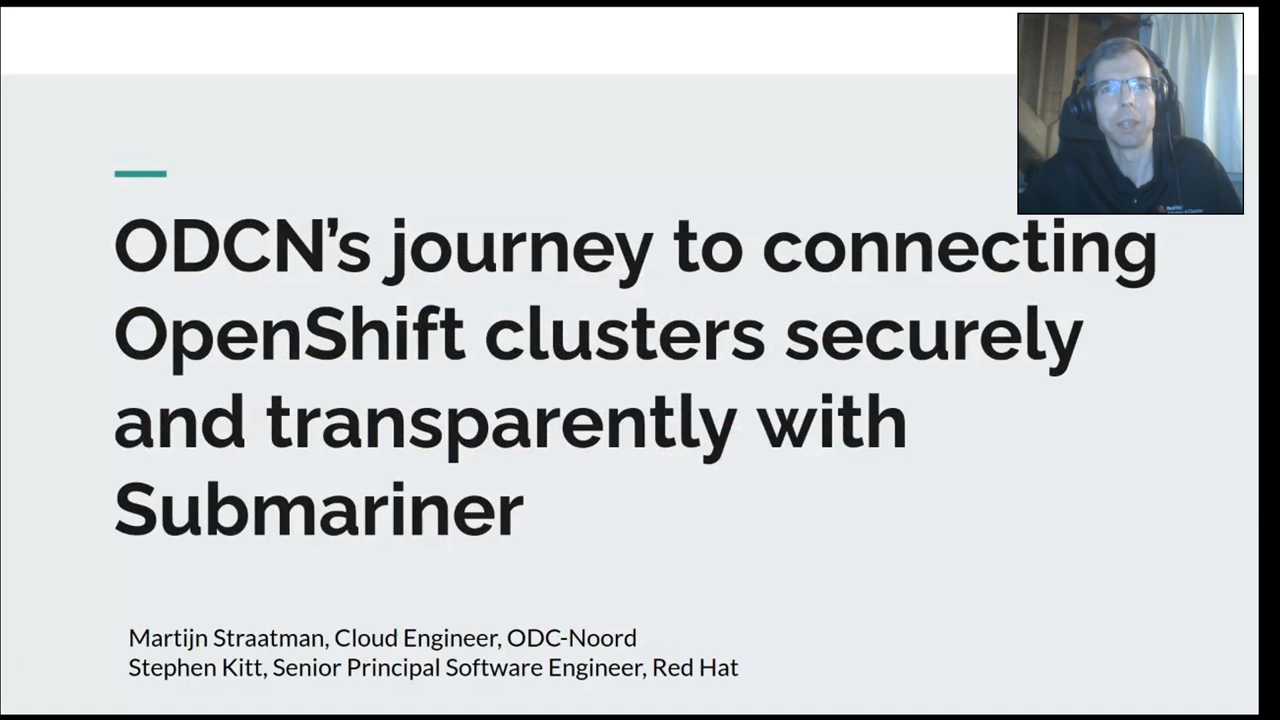 ODCN's journey to connecting
OpenShift clusters securely
and transparently with
Submariner
Martijn Straatman, Cloud Engineer, ODC-Noord
Stephen Kitt, Senior Principal Software Engineer, Red Hat